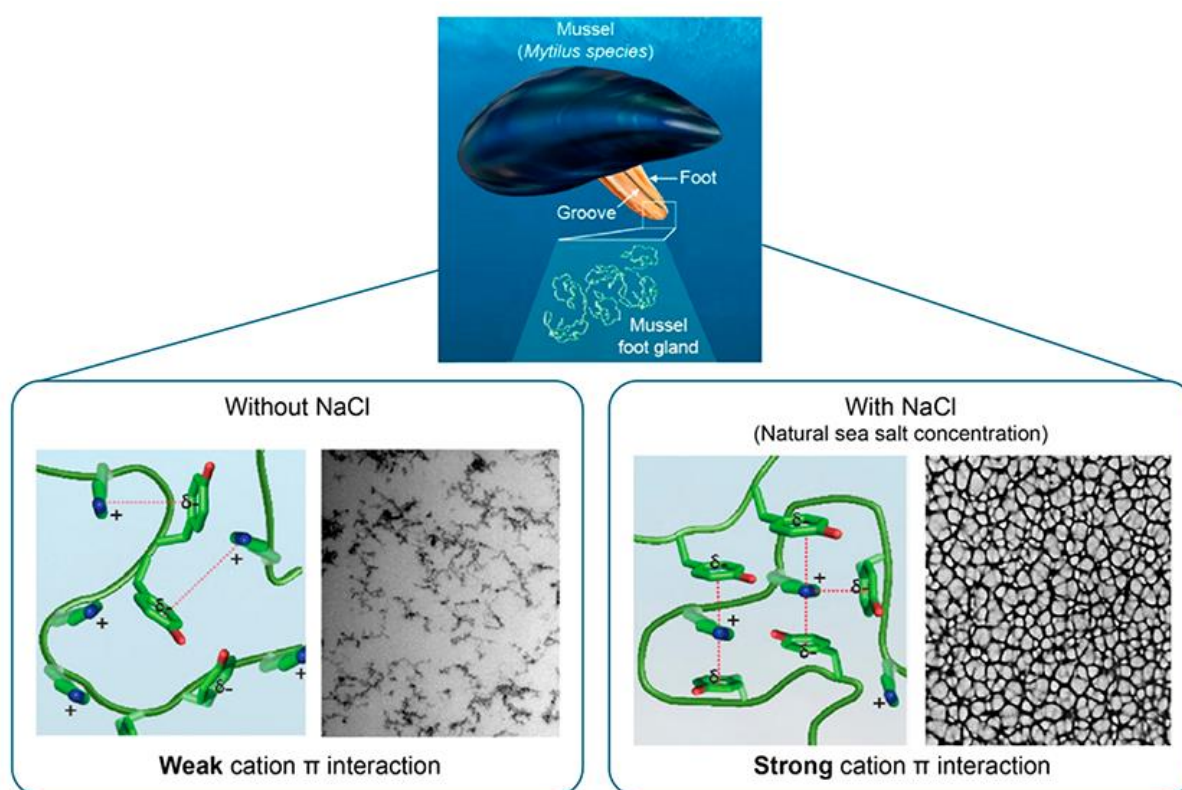 Mussel
(Mytilus species)
Foot
Groove
Mussel
foot gland
Without NaCl
δ-
+
+
δ-
+
δ-
+
+
Weak cation π interaction
With NaCl
(Natural sea salt concentration)
δ-
δ-
+
δ-
+
δ-
δ-
+
Strong cation π interaction